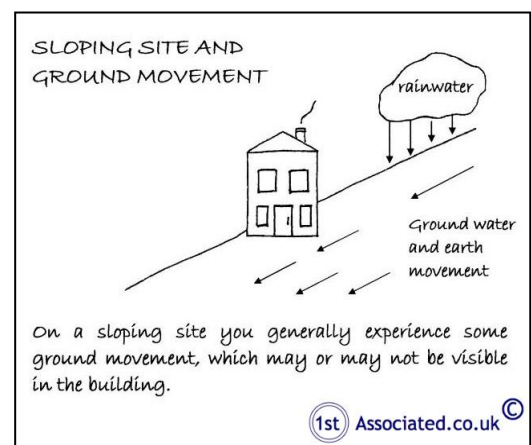 SLOPING SITE AND
GROUND MOVEMENT
rainwater
Ground water
and earth
movement
On a sloping site you generally experience some
ground movement, which may or may not be visible
in the building.
1st Associated.co.uk ©